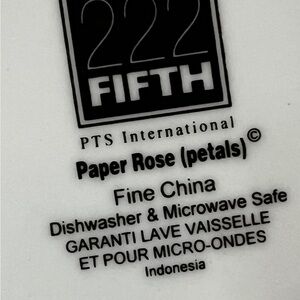 222
FIFTH
PTS International
Paper Rose (petals)©
Fine China
Dishwasher & Microwave Safe
GARANTI LAVE VAISSELLE
ET POUR MICRO-ONDES
Indonesia